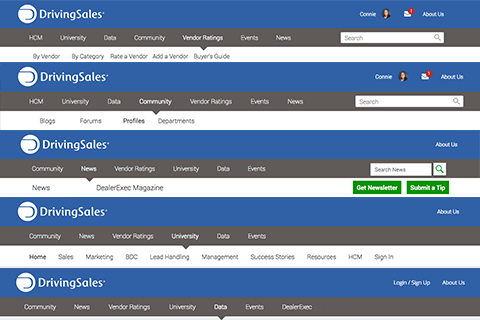 DrivingSales Connie 1 About Us
HCM University Data Community Vendor Ratings Events News Search
By Vendor By Category Rate a Vendor Add a Vendor Buyer's Guide
DrivingSales Connie 1 About Us
HCM University Data Community Vendor Ratings Events News Search
Blogs Forums Profiles Departments
DrivingSales About Us
Community News Vendor Ratings University Data Events Search News
News DealerExec Magazine Get Newsletter Submit a Tip
DrivingSales About Us
Community News Vendor Ratings University Data Events
Home Sales Marketing BDC Lead Handling Management Success Stories Resources HCM Sign In
DrivingSales Login / Sign Up About Us
Community News Vendor Ratings University Data Events DealerExec